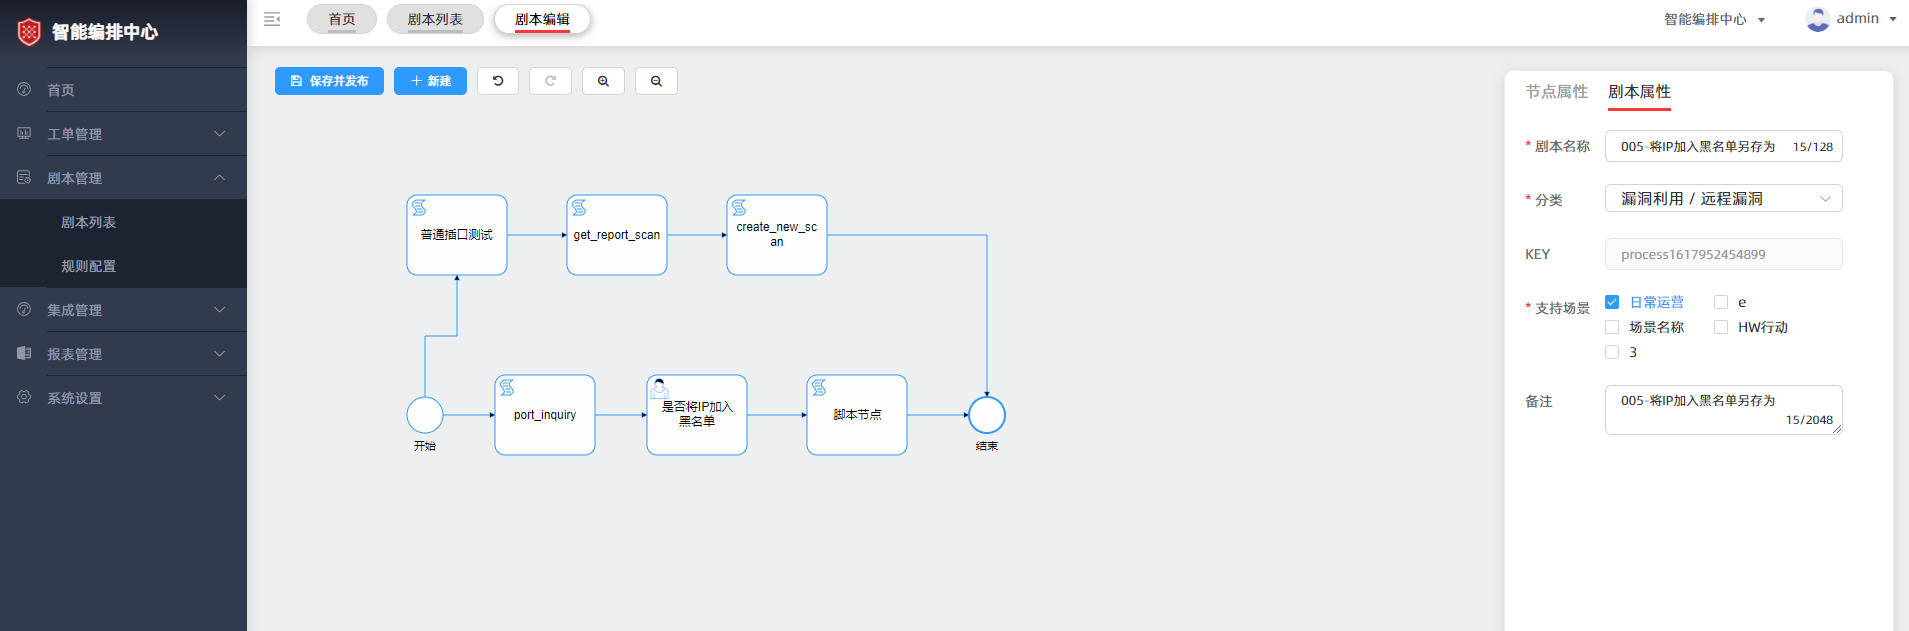 智能编排中心
首页
工单管理
剧本管理
剧本列表
规则配置
集成管理
报表管理
系统设置
首页
剧本列表
剧本编辑
智能编排中心
admin
保存并发布
新建
普通插口测试
get_report_scan
create_new_sc
an
开始
port_inquiry
是否将IP加入
黑名单
脚本节点
结束
节点属性
剧本属性
* 剧本名称
005-将IP加入黑名单另存为
15/128
* 分类
漏洞利用 / 远程漏洞
KEY
process1617952454899
* 支持场景
日常运营
e
场景名称
HW行动
3
备注
005-将IP加入黑名单另存为
15/2048